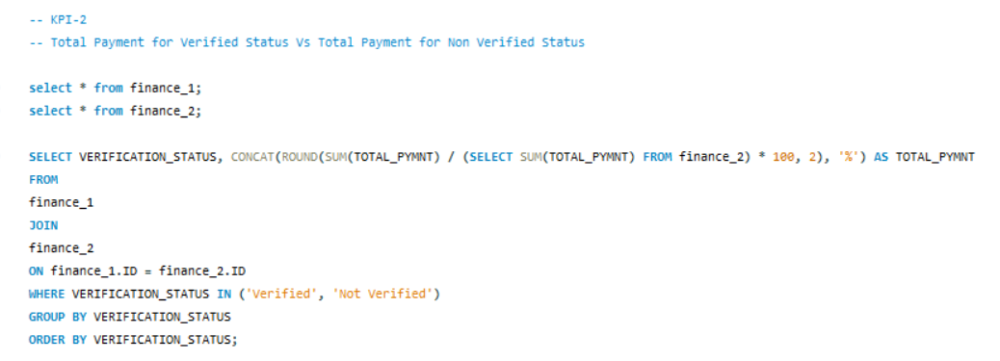 -- KPI-2
-- Total Payment for Verified Status Vs Total Payment for Non Verified Status
select * from finance_1;
select * from finance_2;
SELECT VERIFICATION_STATUS, CONCAT(ROUND(SUM(TOTAL_PYMNT) / (SELECT SUM(TOTAL_PYMNT) FROM finance_2) * 100, 2), '%') AS TOTAL_PYMNT
FROM
finance_1
JOIN
finance_2
ON finance_1.ID = finance_2.ID
WHERE VERIFICATION_STATUS IN ('Verified', 'Not Verified')
GROUP BY VERIFICATION_STATUS
ORDER BY VERIFICATION_STATUS;